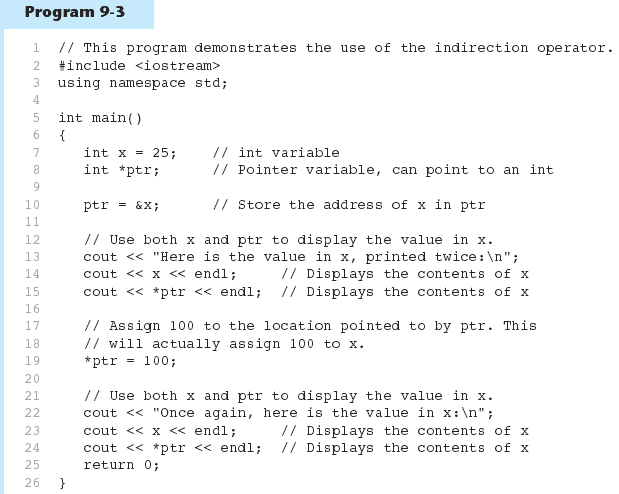 Program 9-3
1 // This program demonstrates the use of the indirection operator.
2 #include <iostream>
3 using namespace std;
4
5 int main()
6 {
7 int x = 25; // int variable
8 int *ptr; // Pointer variable, can point to an int
9
10 ptr = &x; // Store the address of x in ptr
11
12 // Use both x and ptr to display the value in x.
13 cout << "Here is the value in x, printed twice:\n";
14 cout << x << endl; // Displays the contents of x
15 cout << *ptr << endl; // Displays the contents of x
16
17 // Assign 100 to the location pointed to by ptr. This
18 // will actually assign 100 to x.
19 *ptr = 100;
20
21 // Use both x and ptr to display the value in x.
22 cout << "Once again, here is the value in x:\n";
23 cout << x << endl; // Displays the contents of x
24 cout << *ptr << endl; // Displays the contents of x
25 return 0;
26 }